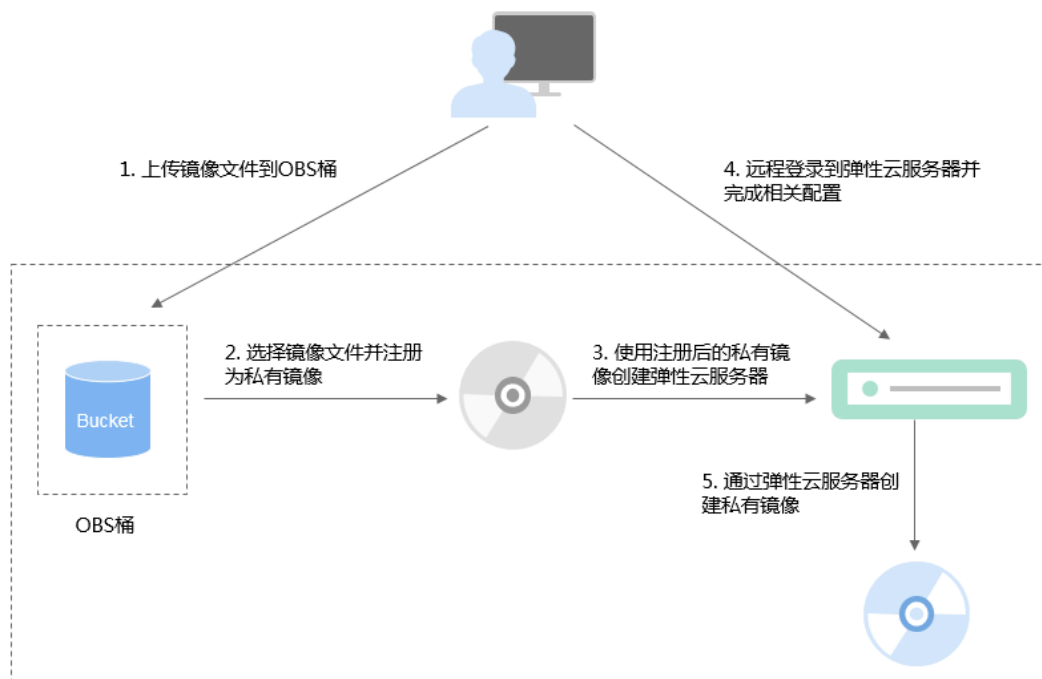 1. 上传镜像文件到OBS桶
4. 远程登录到弹性云服务器并
完成相关配置
2. 选择镜像文件并注册
为私有镜像
3. 使用注册后的私有镜
像创建弹性云服务器
Bucket
OBS桶
5. 通过弹性云服务器创
建私有镜像